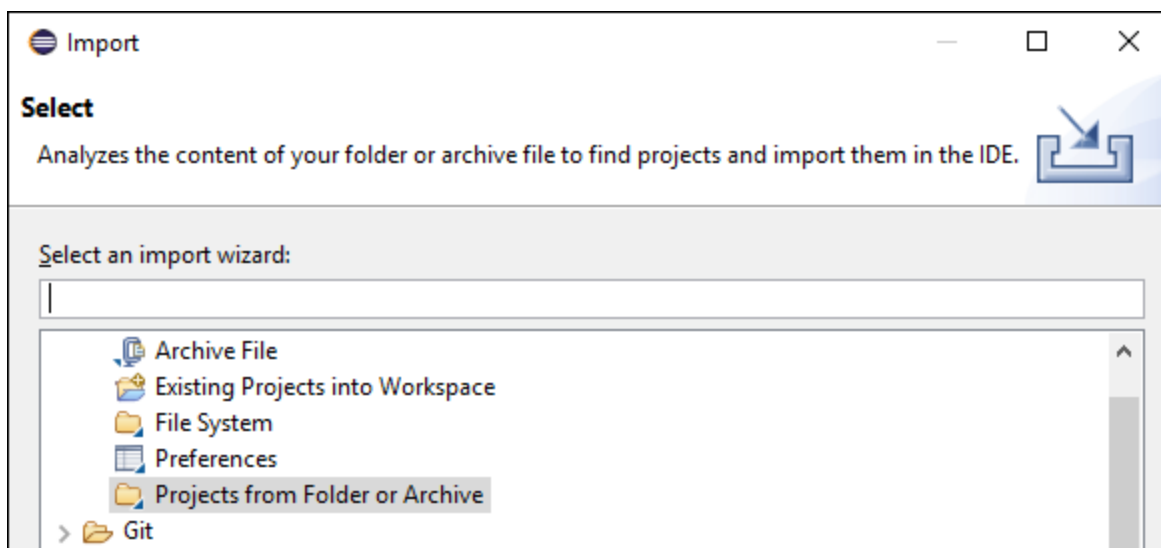 Import
Select
Analyzes the content of your folder or archive file to find projects and import them in the IDE.
Select an import wizard:
Archive File
Existing Projects into Workspace
File System
Preferences
Projects from Folder or Archive
Git